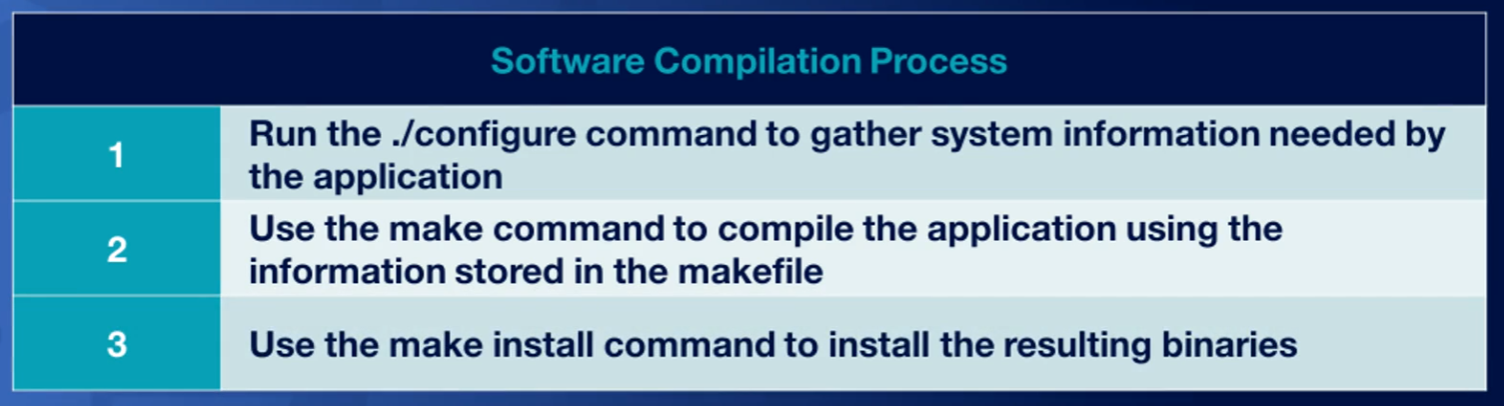 Software Compilation Process
1
Run the ./configure command to gather system information needed by
the application
2
Use the make command to compile the application using the
information stored in the makefile
3
Use the make install command to install the resulting binaries